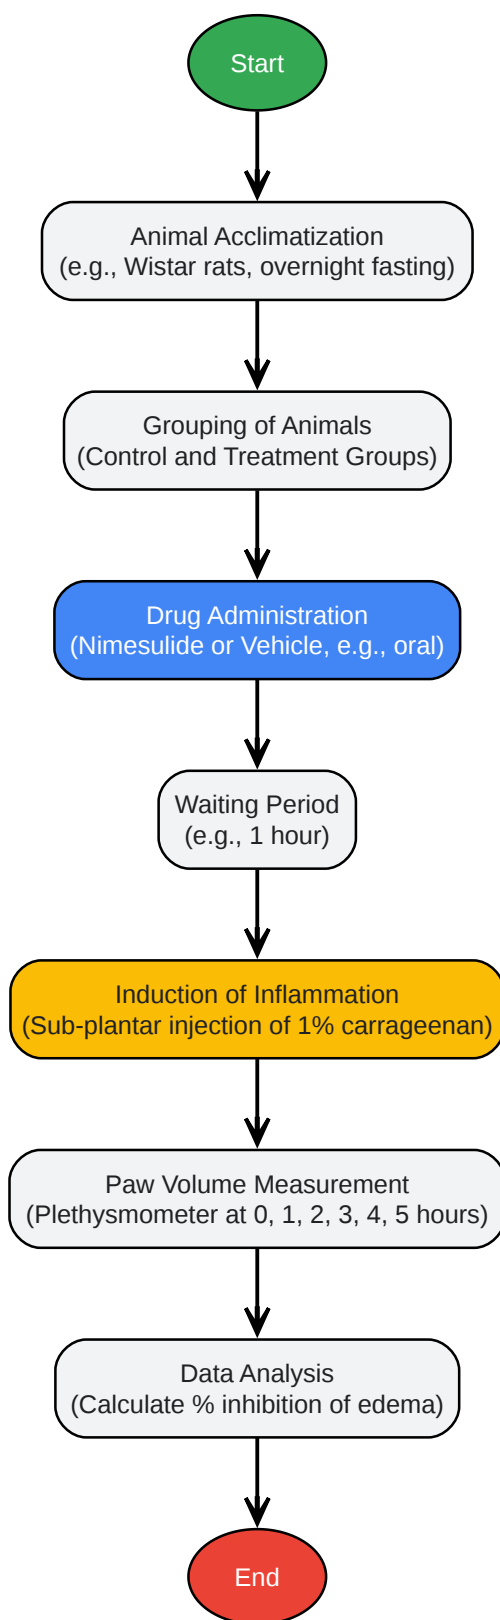 Start
Animal Acclimatization
(e.g., Wistar rats, overnight fasting)
Grouping of Animals
(Control and Treatment Groups)
Drug Administration
(Nimesulide or Vehicle, e.g., oral)
Waiting Period
(e.g., 1 hour)
Induction of Inflammation
(Sub-plantar injection of 1% carrageenan)
Paw Volume Measurement
(Plethysmometer at 0, 1, 2, 3, 4, 5 hours)
Data Analysis
(Calculate % inhibition of edema)
End